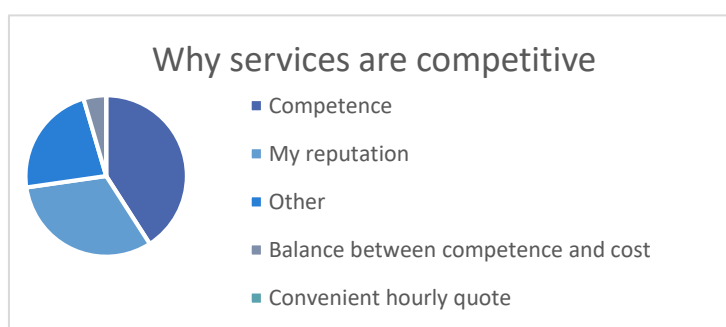 Why services are competitive
Competence
My reputation
Other
Balance between competence and cost
Convenient hourly quote